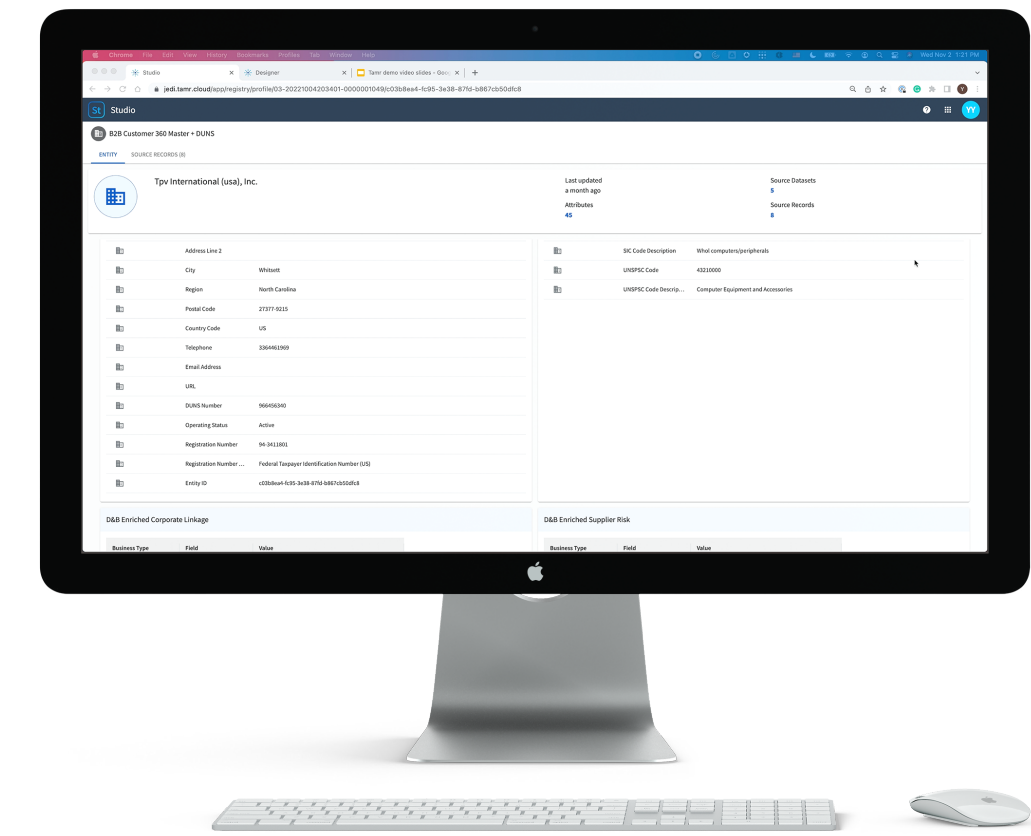 Chrome File Edit View History Bookmarks Profiles Tab Window Help
Wed Nov 2 1:21 PM
Studio
Designer
Tamr demo video slides - Goog
jedi.tamr.cloud/app/registry/profile/03-20221004203401-0000001049/c03b8ea4-fc95-3e38-87fd-b867cb50dfc8
St Studio
YY
B2B Customer 360 Master + DUNS
ENTITY SOURCE RECORDS (8)
Tpv International (usa), Inc.
Last updated
a month ago
Attributes
45
Source Datasets
5
Source Records
8
Address Line 2
City Whitsett
Region North Carolina
Postal Code 27377-9215
Country Code US
Telephone 3364461969
Email Address
URL
DUNS Number 966456340
Operating Status Active
Registration Number 94-3411801
Registration Number ... Federal Taxpayer Identification Number (US)
Entity ID c03b8ea4-fc95-3e38-87fd-b867cb50dfc8
SIC Code Description Whol computers/peripherals
UNSPSC Code 43210000
UNSPSC Code Descrip... Computer Equipment and Accessories
D&B Enriched Corporate Linkage
Business Type Field Value
D&B Enriched Supplier Risk
Business Type Field Value